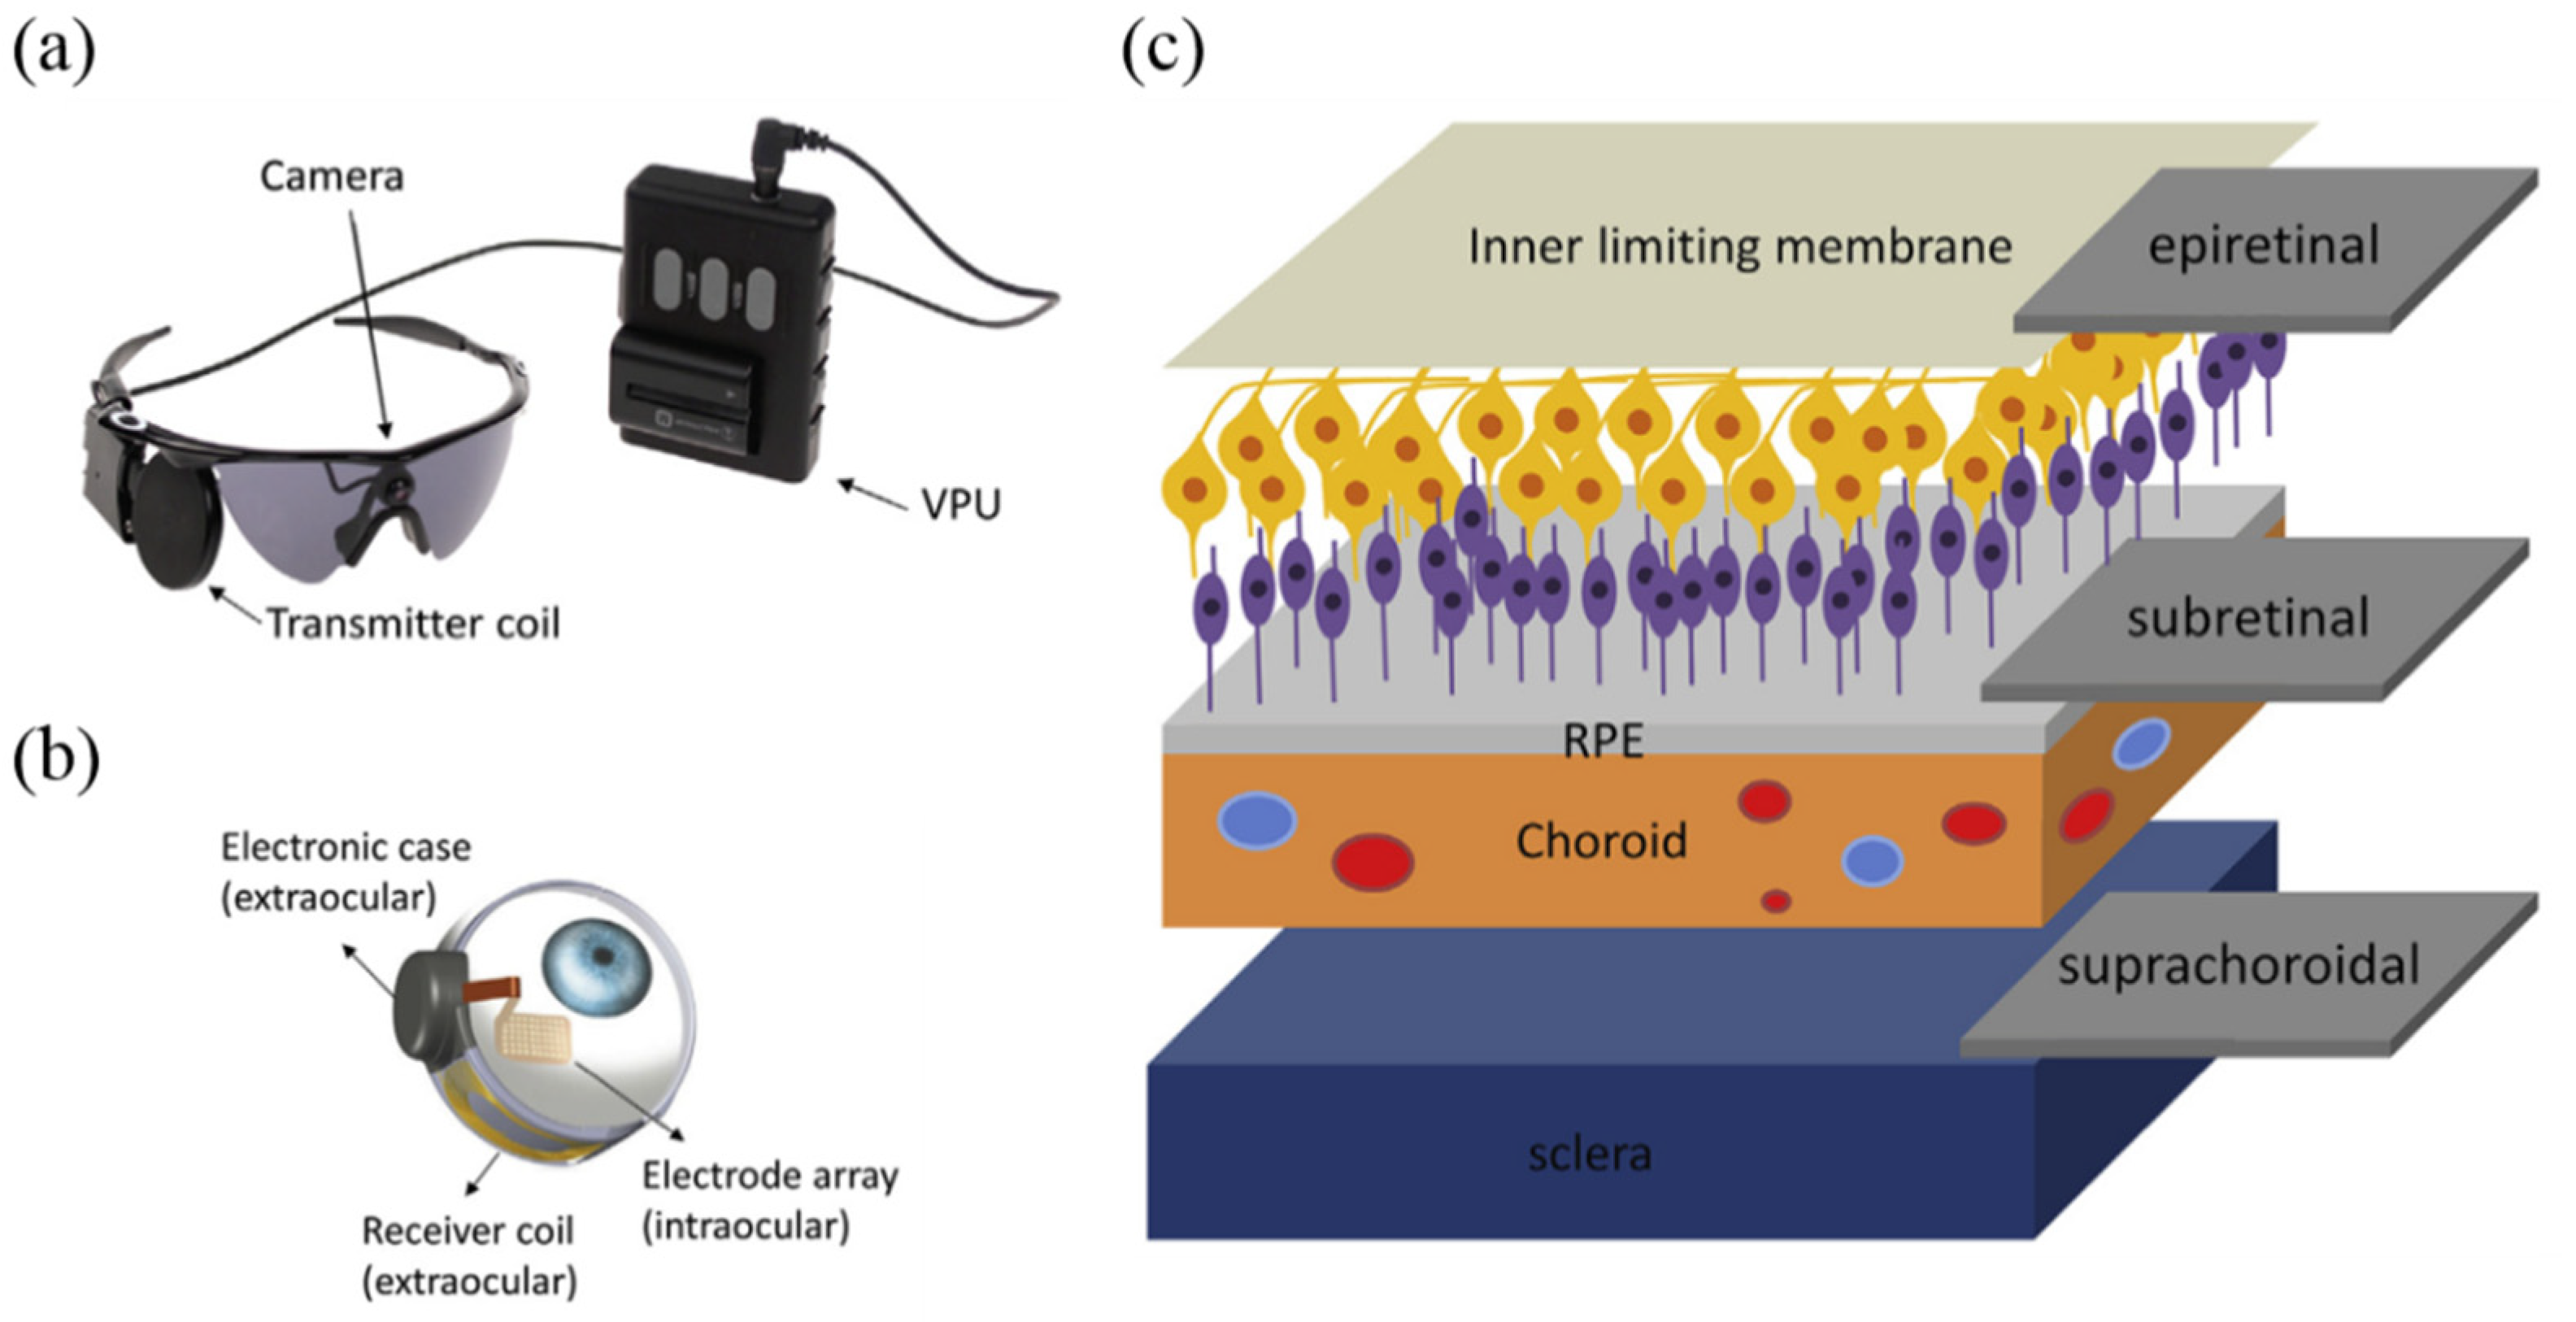 (a)
Camera
VPU
Transmitter coil
(b)
Electronic case
(extraocular)
Electrode array
(intraocular)
Receiver coil
(extraocular)
(c)
Inner limiting membrane
epiretinal
subretinal
RPE
Choroid
suprachoroidal
sclera